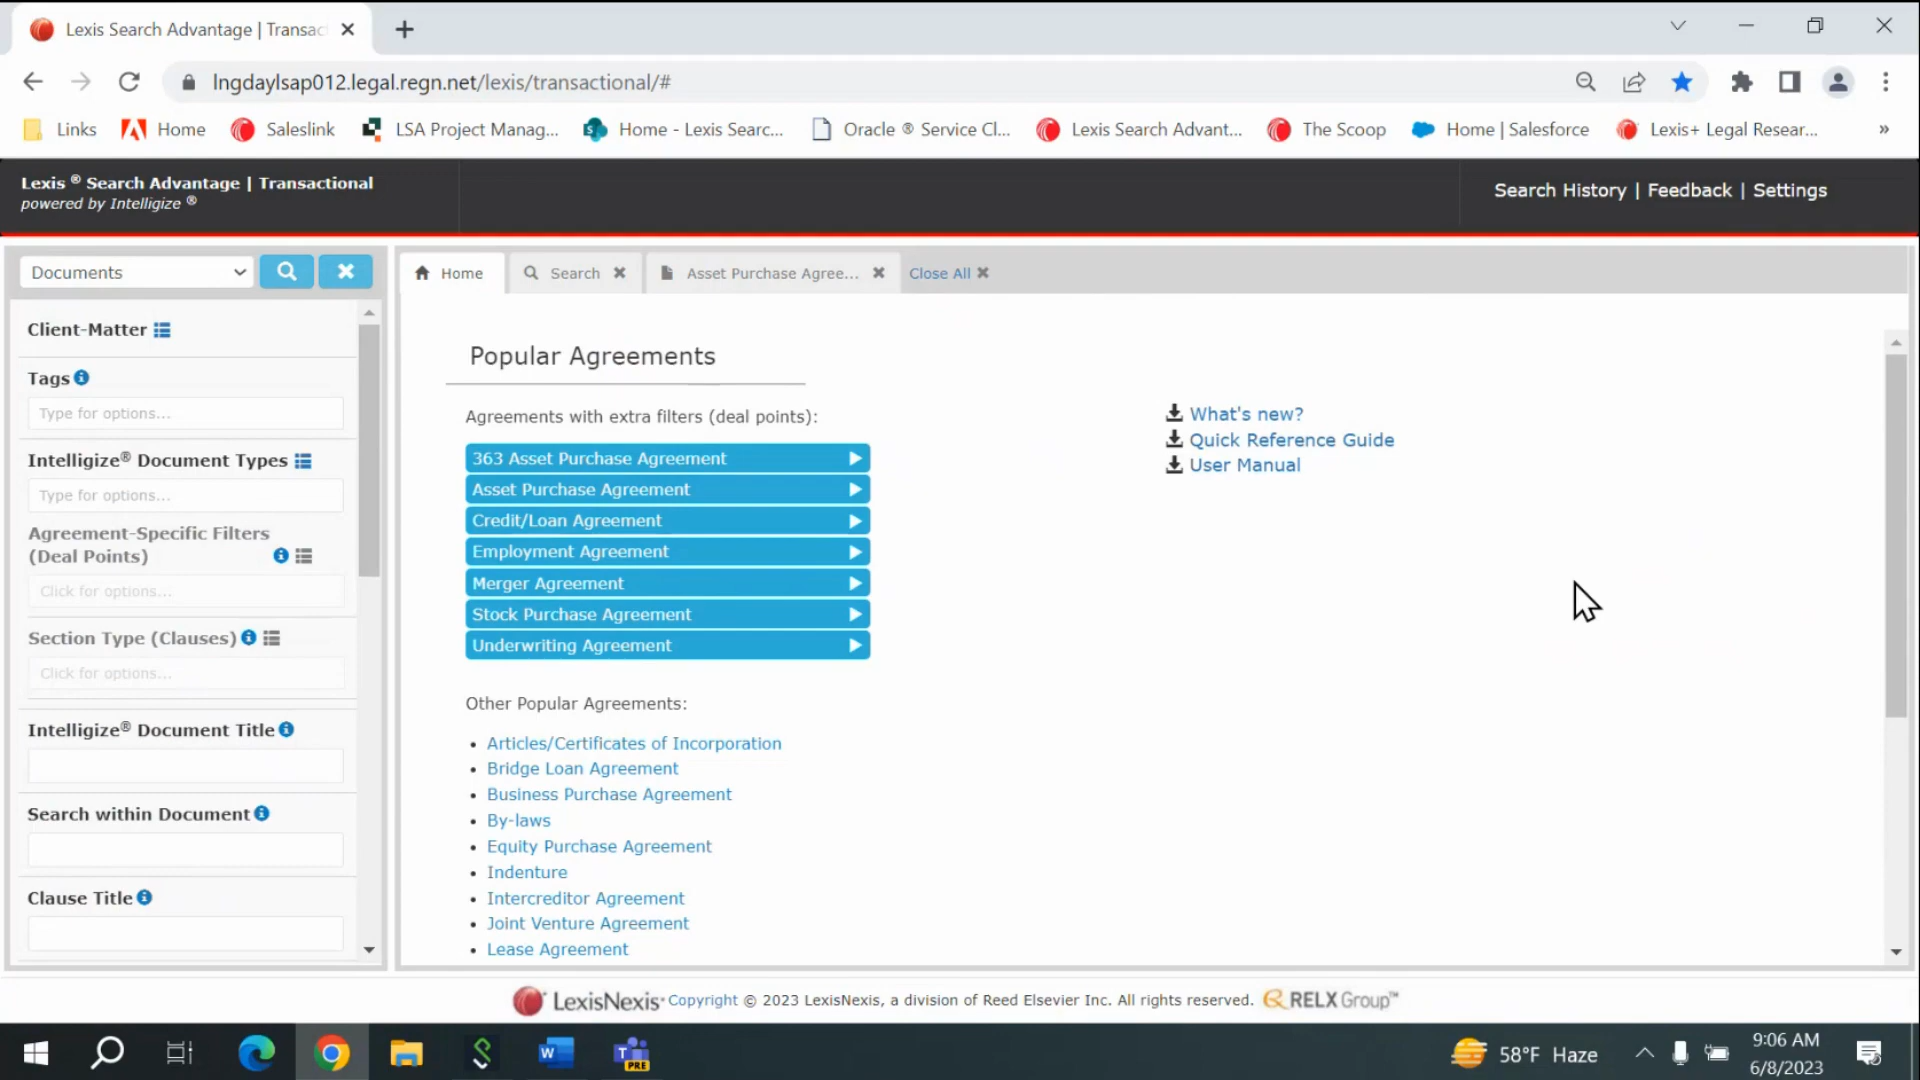 Lexis Search Advantage | Transac
lngdaylsap012.legal.regn.net/lexis/transactional/#
Links Home Saleslink LSA Project Manag... Home - Lexis Searc... Oracle ® Service Cl... Lexis Search Advant... The Scoop Home | Salesforce Lexis+ Legal Resear... »
Lexis ® Search Advantage | Transactional
powered by Intelligize ®
Search History | Feedback | Settings
Documents
Home Search Asset Purchase Agree... Close All
Client-Matter
Tags
Type for options...
Intelligize® Document Types
Type for options...
Agreement-Specific Filters
(Deal Points)
Click for options...
Section Type (Clauses)
Click for options...
Intelligize® Document Title
Search within Document
Clause Title
Popular Agreements
Agreements with extra filters (deal points):
363 Asset Purchase Agreement
Asset Purchase Agreement
Credit/Loan Agreement
Employment Agreement
Merger Agreement
Stock Purchase Agreement
Underwriting Agreement
Other Popular Agreements:
• Articles/Certificates of Incorporation
• Bridge Loan Agreement
• Business Purchase Agreement
• By-laws
• Equity Purchase Agreement
• Indenture
• Intercreditor Agreement
• Joint Venture Agreement
• Lease Agreement
What's new?
Quick Reference Guide
User Manual
LexisNexis® Copyright © 2023 LexisNexis, a division of Reed Elsevier Inc. All rights reserved. RELX Group™
58°F Haze
9:06 AM
6/8/2023
W
T
PRE